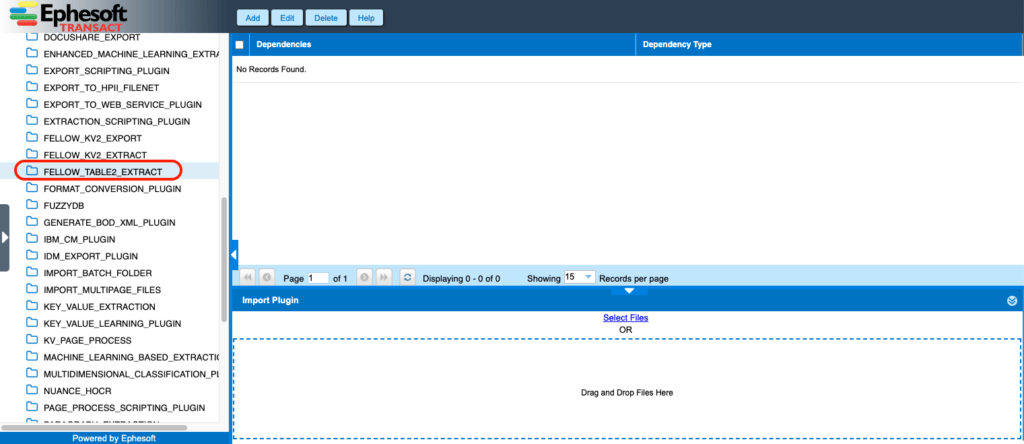 Ephesoft
TRANSACT
Add Edit Delete Help
DOCUSHARE_EXPORT
ENHANCED_MACHINE_LEARNING_EXTRA
EXPORT_SCRIPTING_PLUGIN
EXPORT_TO_HPII_FILENET
EXPORT_TO_WEB_SERVICE_PLUGIN
EXTRACTION_SCRIPTING_PLUGIN
FELLOW_KV2_EXPORT
FELLOW_KV2_EXTRACT
FELLOW_TABLE2_EXTRACT
FORMAT_CONVERSION_PLUGIN
FUZZYDB
GENERATE_BOD_XML_PLUGIN
IBM_CM_PLUGIN
IDM_EXPORT_PLUGIN
IMPORT_BATCH_FOLDER
IMPORT_MULTIPAGE_FILES
KEY_VALUE_EXTRACTION
KEY_VALUE_LEARNING_PLUGIN
KV_PAGE_PROCESS
MACHINE_LEARNING_BASED_EXTRACTIO
MULTIDIMENSIONAL_CLASSIFICATION_PL
NUANCE_HOCR
PAGE_PROCESS_SCRIPTING_PLUGIN
PARAGRAPH_EXTRACT
Powered by Ephesoft
Dependencies Dependency Type
No Records Found.
Page 1 of 1 Displaying 0 - 0 of 0 Showing 15 Records per page
Import Plugin
Select Files
OR
Drag and Drop Files Here